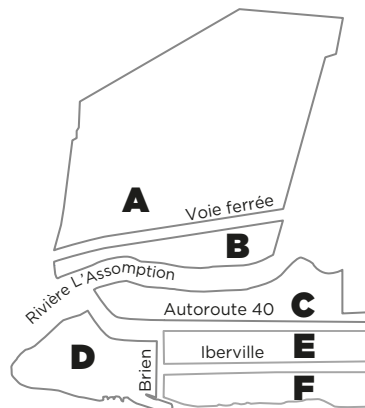 A
Voie ferrée
B
Rivière L'Assomption
Autoroute 40
C
D
Brien
Iberville
E
F